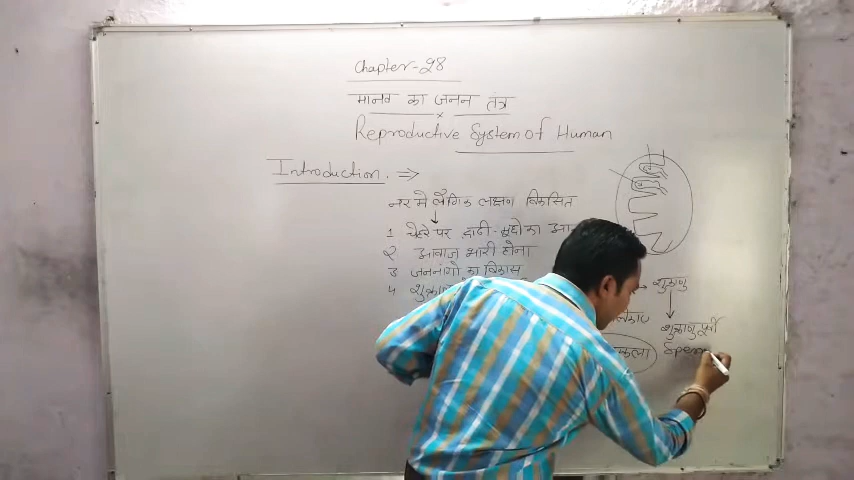 Chapter-28
मानव का जनन तंत्र
Reproductive System of Human
Introduction. ⇒
नर में लैंगिक लक्षण विकसित
1 चेहरे पर दाढ़ी-मूछो का आ
2 आवाज भारी होना
3 जननांगो का विकास
4 शुक्रा
→ शुक्राणु
शुक्राणु पूर्वी
Sperm